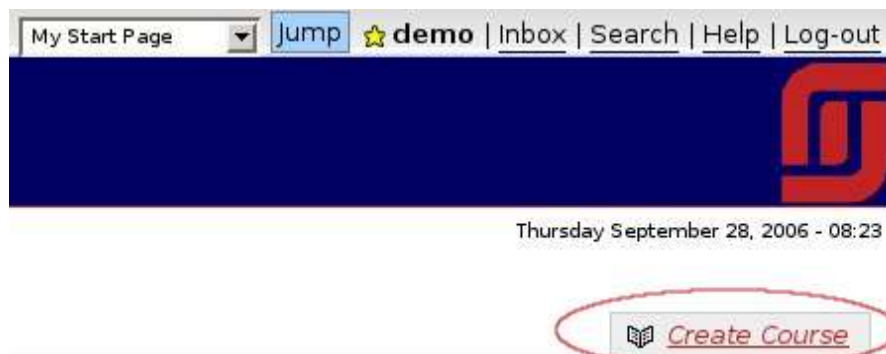 My Start Page Jump demo | Inbox | Search | Help | Log-out
Thursday September 28, 2006 - 08:23
Create Course